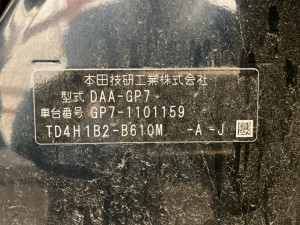 本田技研工業株式会社
型式 DAA-GP7
車台番号 GP7-1101159
TD4H1B2-B610M -A-J